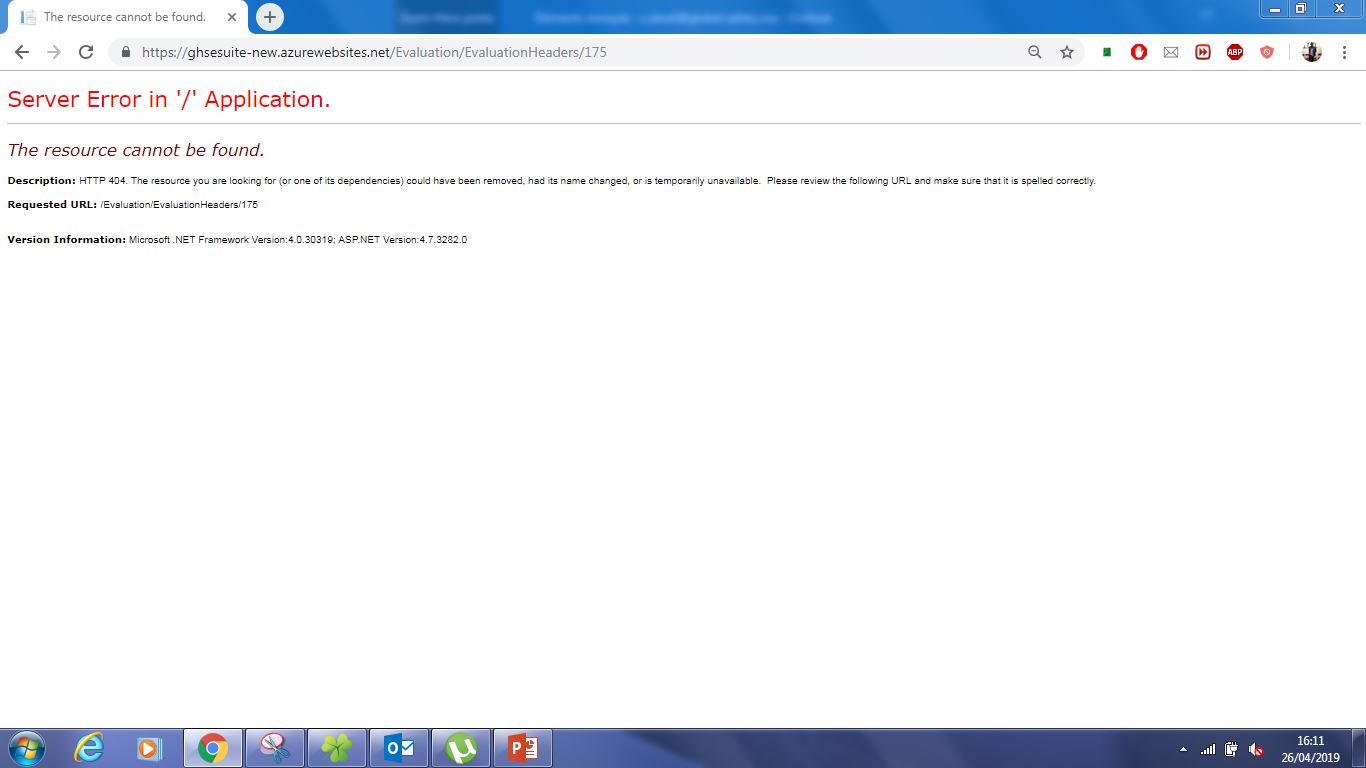 The resource cannot be found.
https://ghsesuite-new.azurewebsites.net/Evaluation/EvaluationHeaders/175
ABP
Server Error in '/' Application.
The resource cannot be found.
Description: HTTP 404. The resource you are looking for (or one of its dependencies) could have been removed, had its name changed, or is temporarily unavailable.  Please review the following URL and make sure that it is spelled correctly.
Requested URL: /Evaluation/EvaluationHeaders/175
Version Information: Microsoft .NET Framework Version:4.0.30319; ASP.NET Version:4.7.3282.0
16:11
26/04/2019